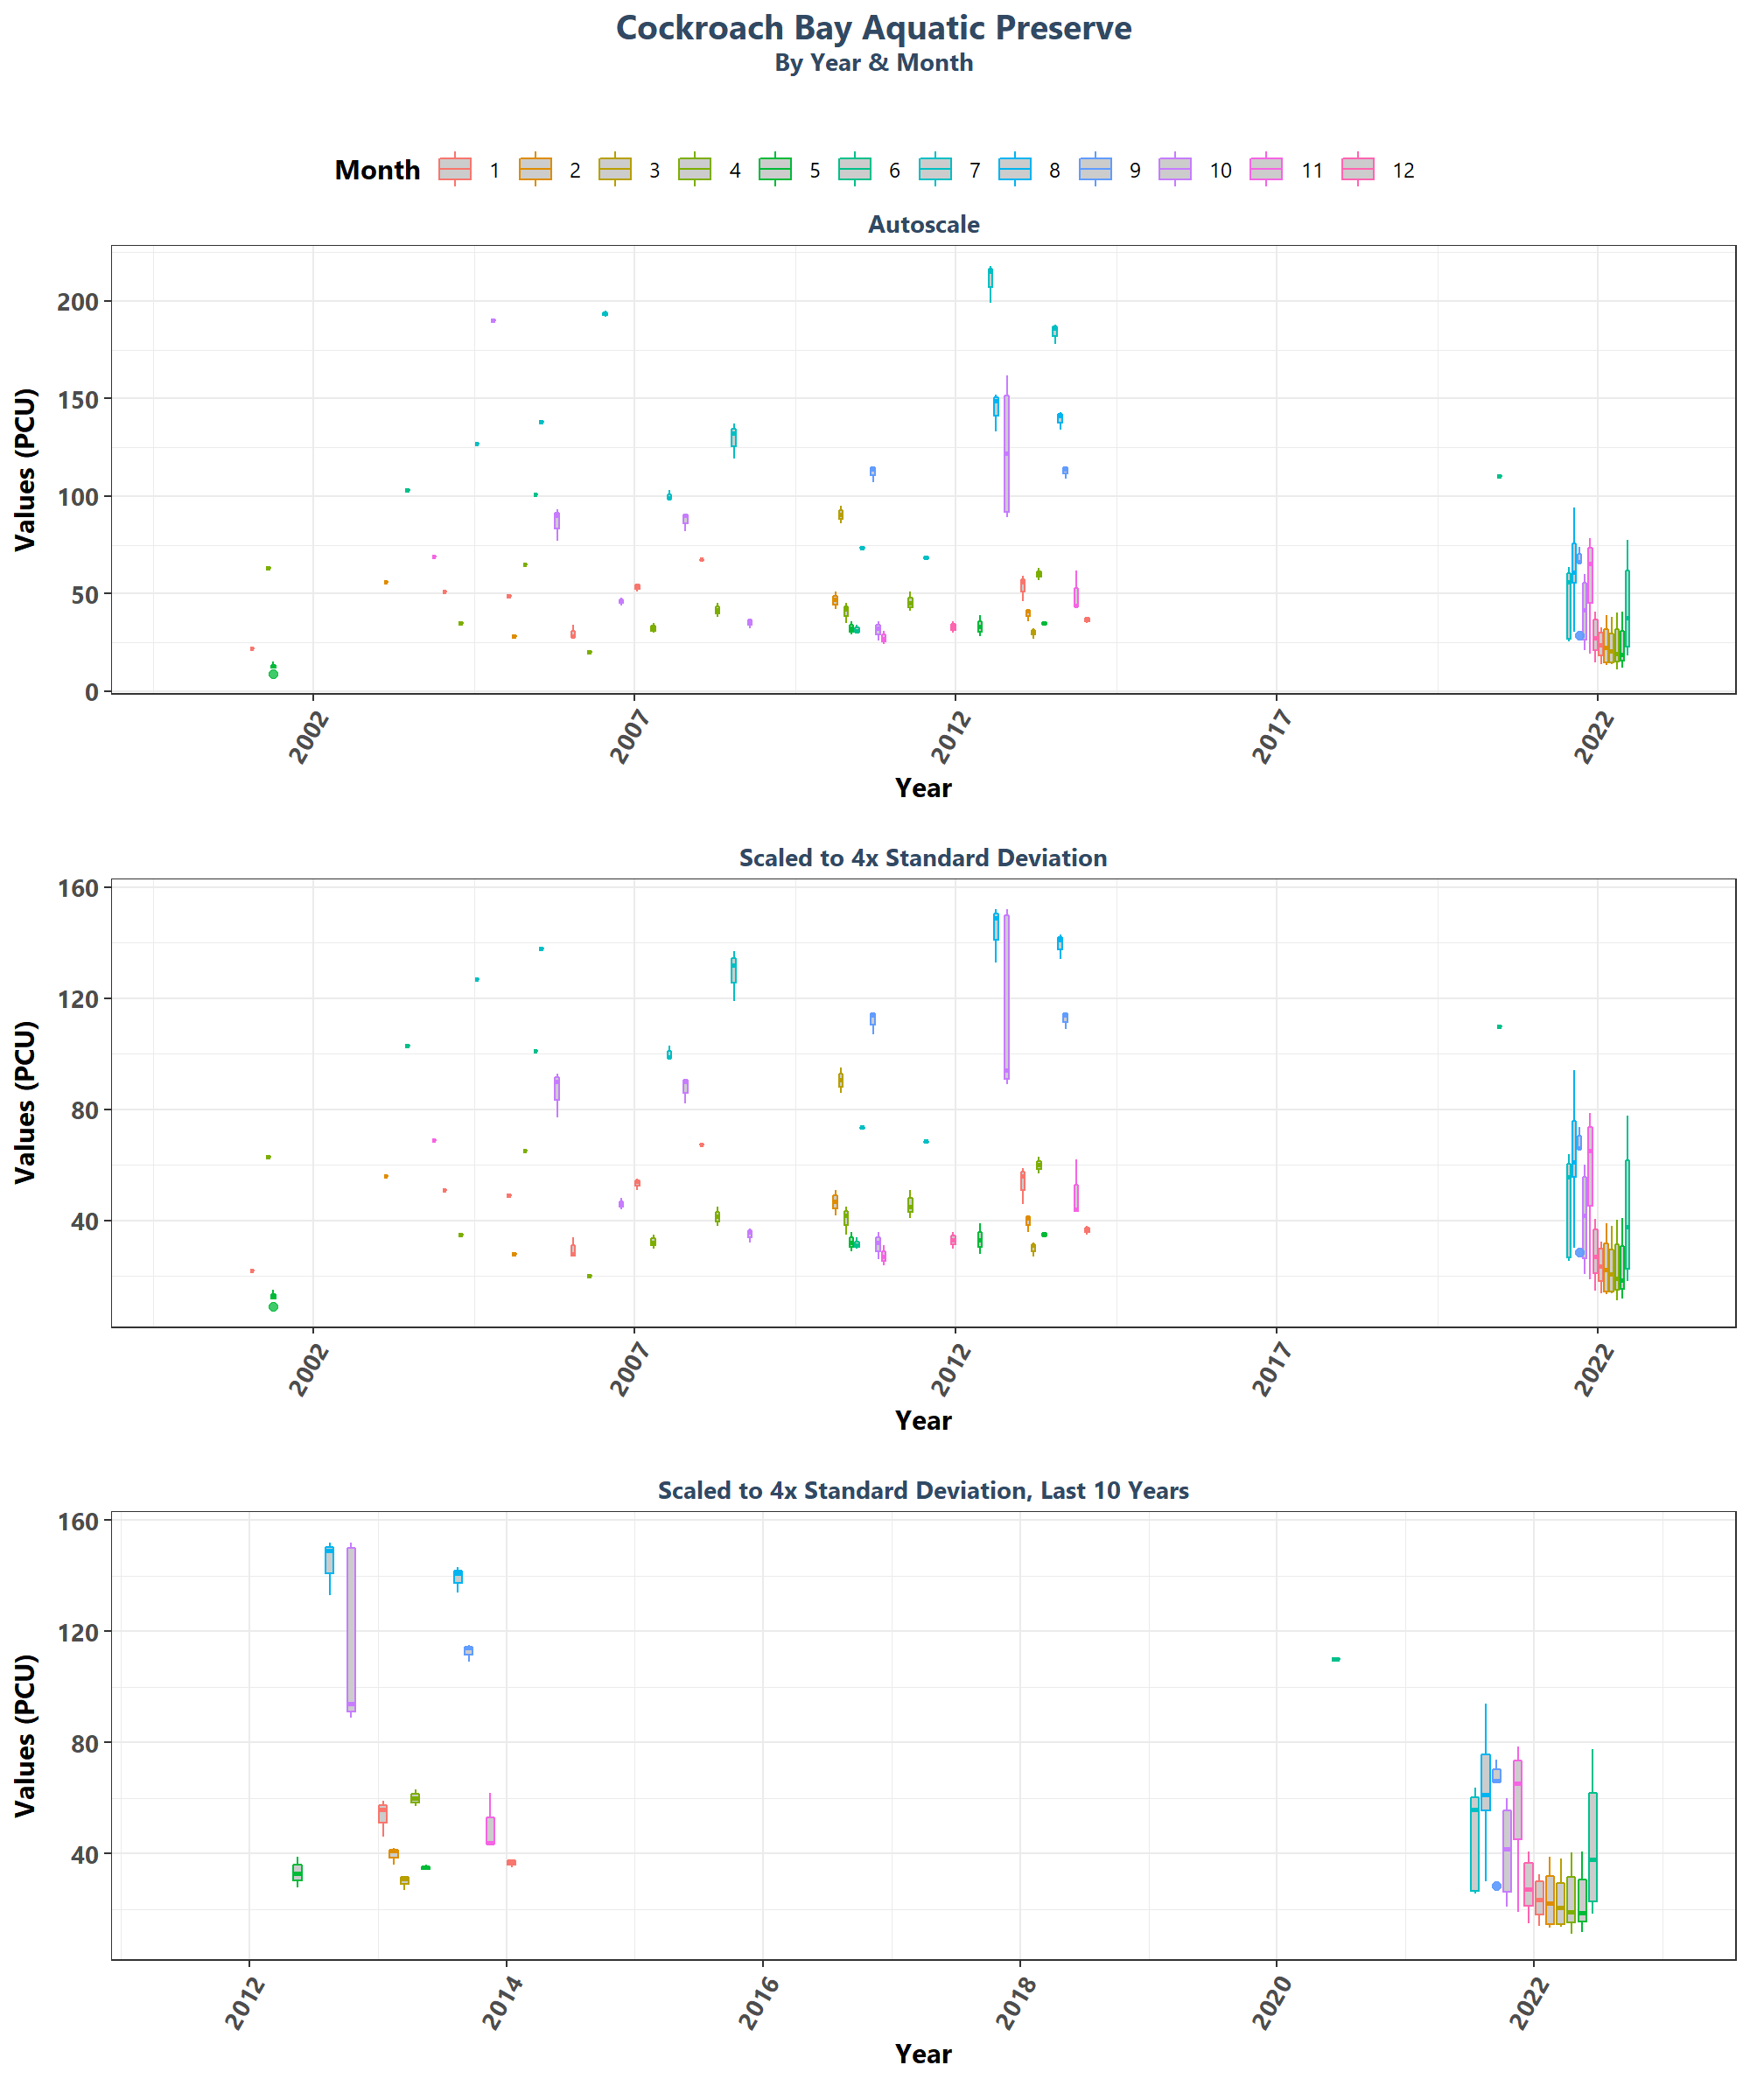 Cockroach Bay Aquatic Preserve
By Year & Month
Month 1 2 3 4 5 6 7 8 9 10 11 12
Autoscale
Values (PCU)
200
150
100
50
0
2002 2007 2012 2017 2022
Year
Scaled to 4x Standard Deviation
Values (PCU)
160
120
80
40
2002 2007 2012 2017 2022
Year
Scaled to 4x Standard Deviation, Last 10 Years
Values (PCU)
160
120
80
40
2012 2014 2016 2018 2020 2022
Year